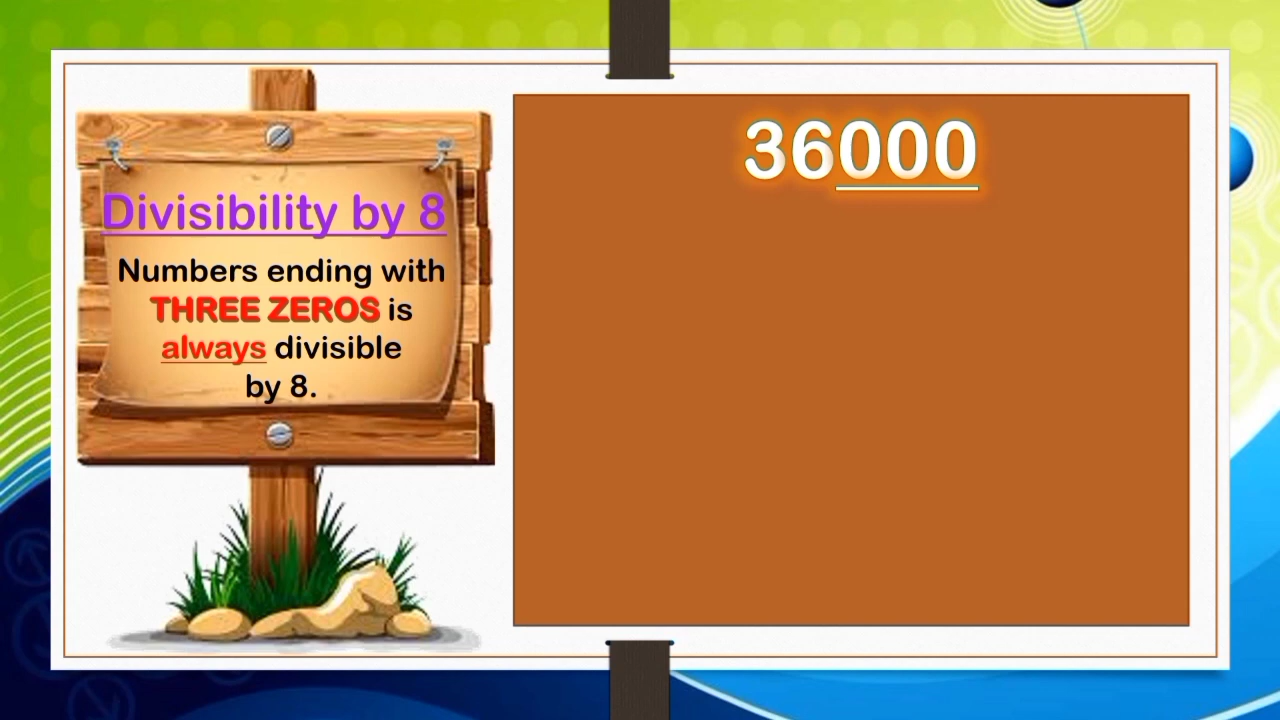 Divisibility by 8
Numbers ending with
THREE ZEROS is
always divisible
by 8.
36000